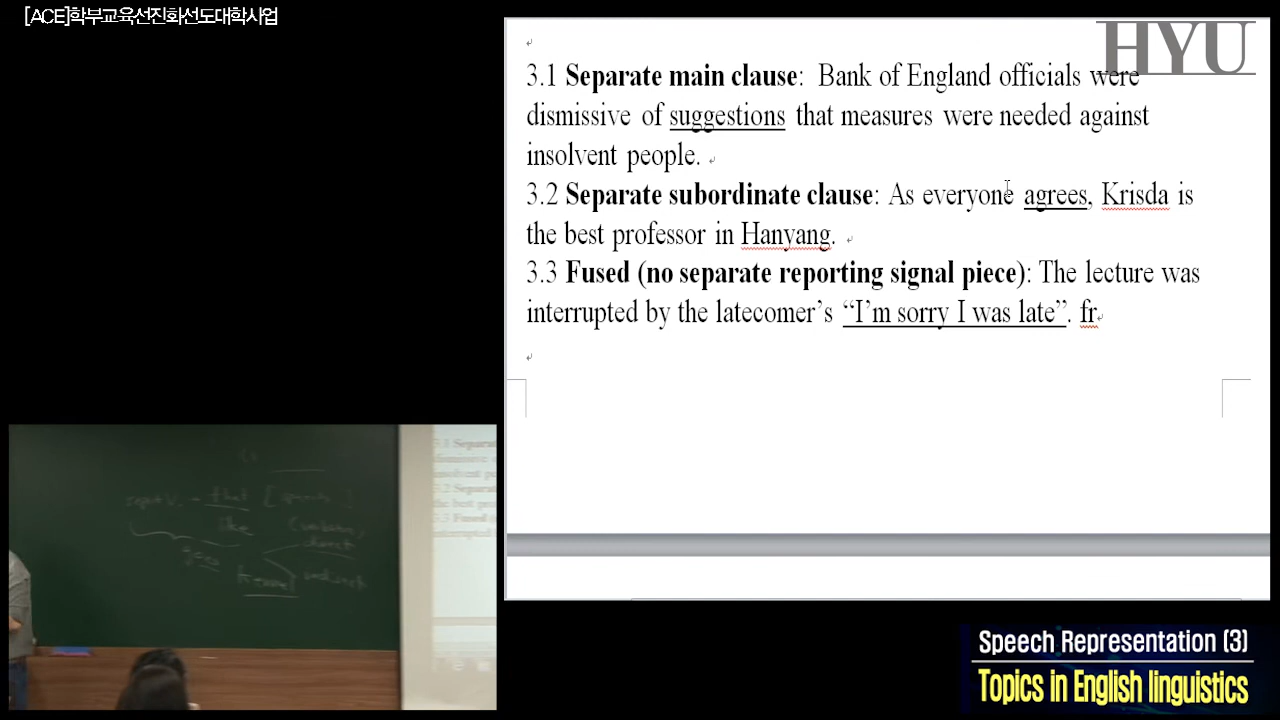 [ACE]학부교육선진화선도대학사업
HYU
3.1 Separate main clause:  Bank of England officials were
dismissive of suggestions that measures were needed against
insolvent people.
3.2 Separate subordinate clause: As everyone agrees, Krisda is
the best professor in Hanyang.
3.3 Fused (no separate reporting signal piece): The lecture was
interrupted by the latecomer’s “I’m sorry I was late”. fr
that
Speech Representation (3)
Topics in English linguistics